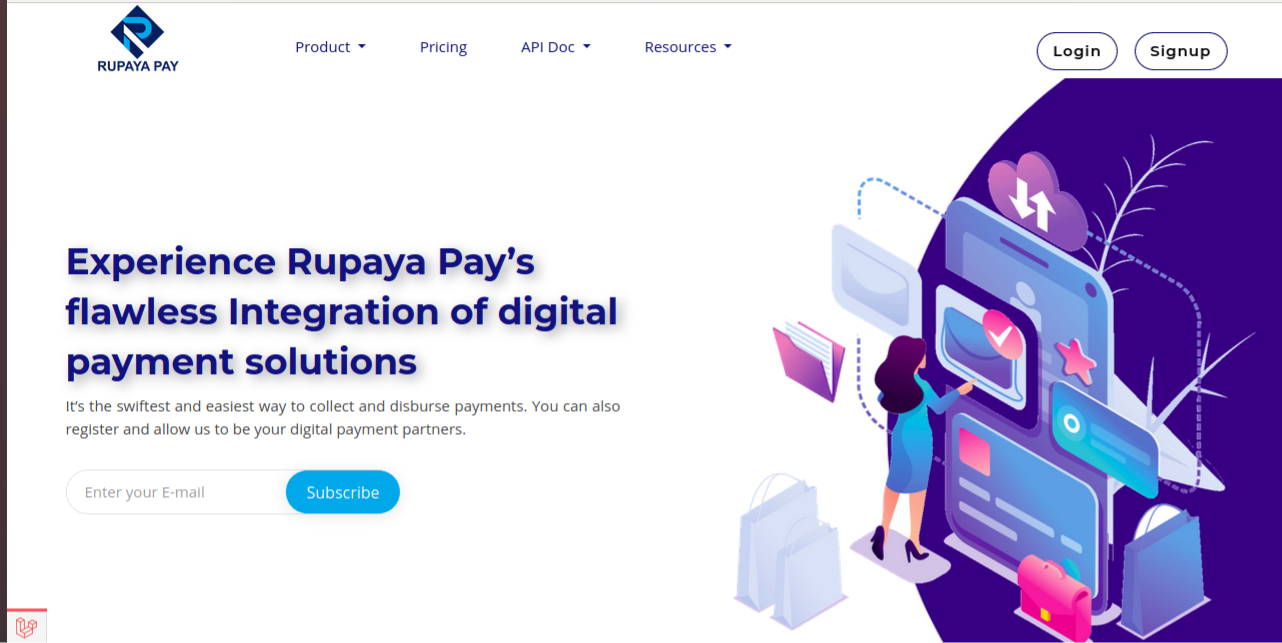 RUPAYA PAY
Product
Pricing
API Doc
Resources
Login
Signup
Experience Rupaya Pay’s
flawless Integration of digital
payment solutions
It’s the swiftest and easiest way to collect and disburse payments. You can also
register and allow us to be your digital payment partners.
Enter your E-mail
Subscribe